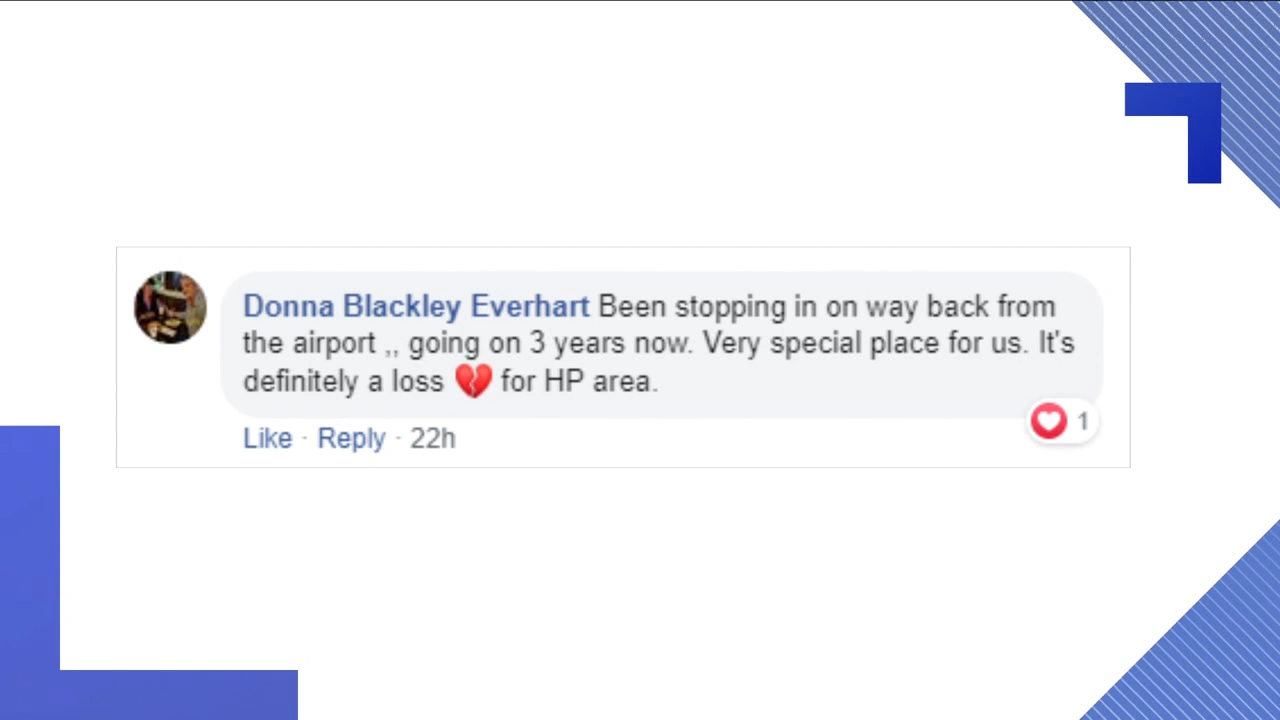 Donna Blackley Everhart Been stopping in on way back from
the airport ,, going on 3 years now. Very special place for us. It's
definitely a loss 💔 for HP area.
1
Like · Reply · 22h